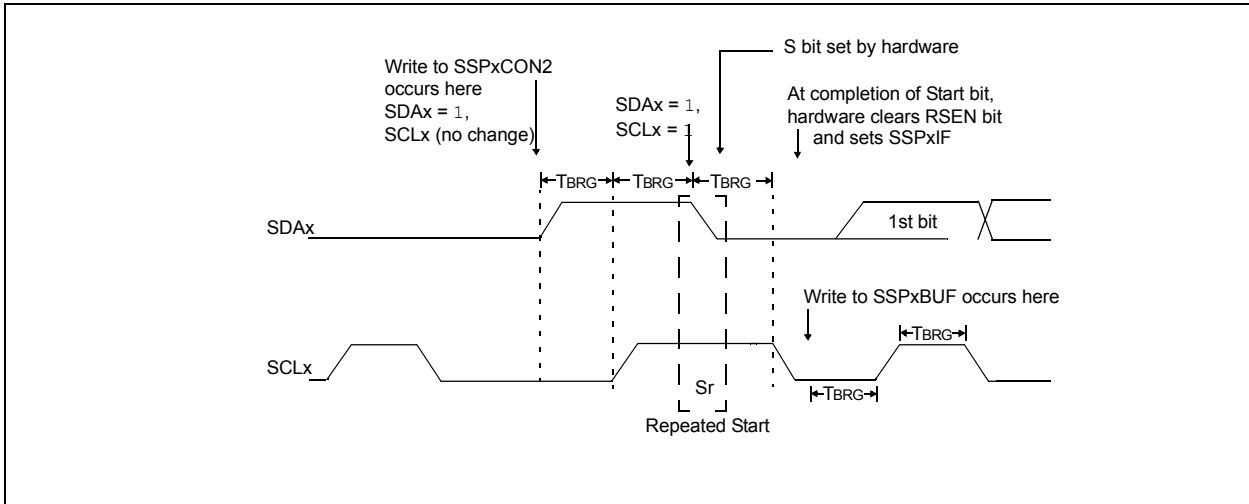 S bit set by hardware
Write to SSPxCON2
occurs here
SDAx = 1,
SCLx (no change)
SDAx = 1,
SCLx = 1
At completion of Start bit,
hardware clears RSEN bit
and sets SSPxIF
TBRG TBRG TBRG
SDAx
1st bit
Write to SSPxBUF occurs here
TBRG
SCLx
Sr
TBRG
Repeated Start